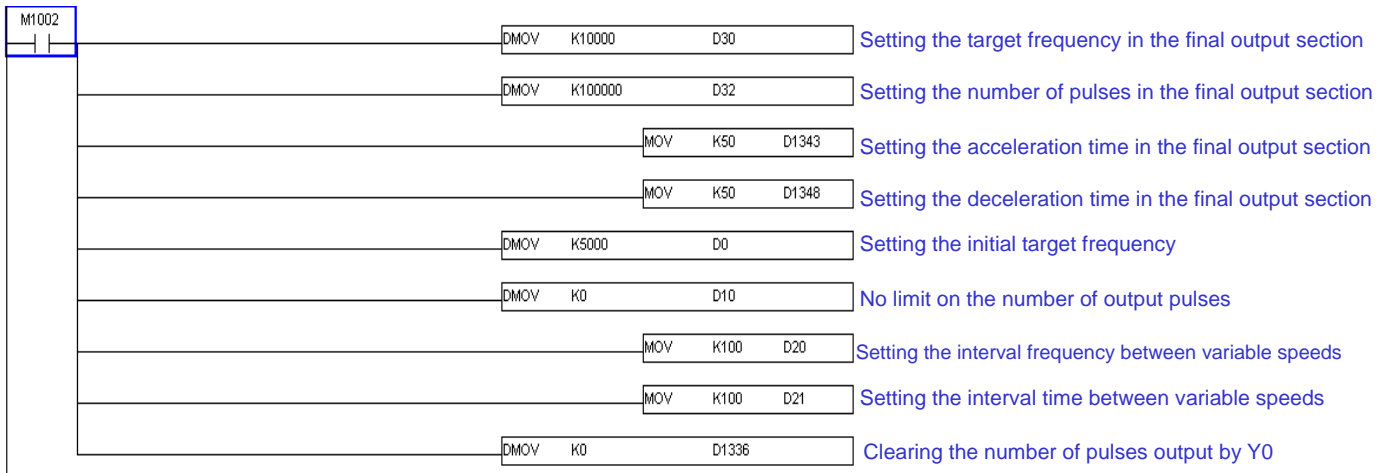 M1002
DMOV K10000 D30 Setting the target frequency in the final output section
DMOV K100000 D32 Setting the number of pulses in the final output section
MOV K50 D1343 Setting the acceleration time in the final output section
MOV K50 D1348 Setting the deceleration time in the final output section
DMOV K5000 D0 Setting the initial target frequency
DMOV K0 D10 No limit on the number of output pulses
MOV K100 D20 Setting the interval frequency between variable speeds
MOV K100 D21 Setting the interval time between variable speeds
DMOV K0 D1336 Clearing the number of pulses output by Y0